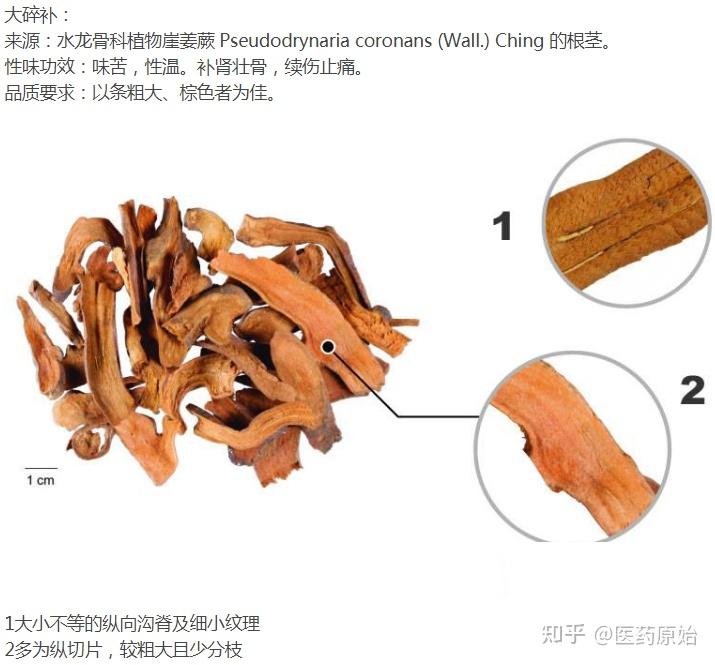 大碎补：
来源：水龙骨科植物崖姜蕨 Pseudodrynaria coronans (Wall.) Ching 的根茎。
性味功效：味苦，性温。补肾壮骨，续伤止痛。
品质要求：以条粗大、棕色者为佳。
1
2
1 cm
1大小不等的纵向沟脊及细小纹理
2多为纵切片，较粗大且少分枝
知乎 @医药原始